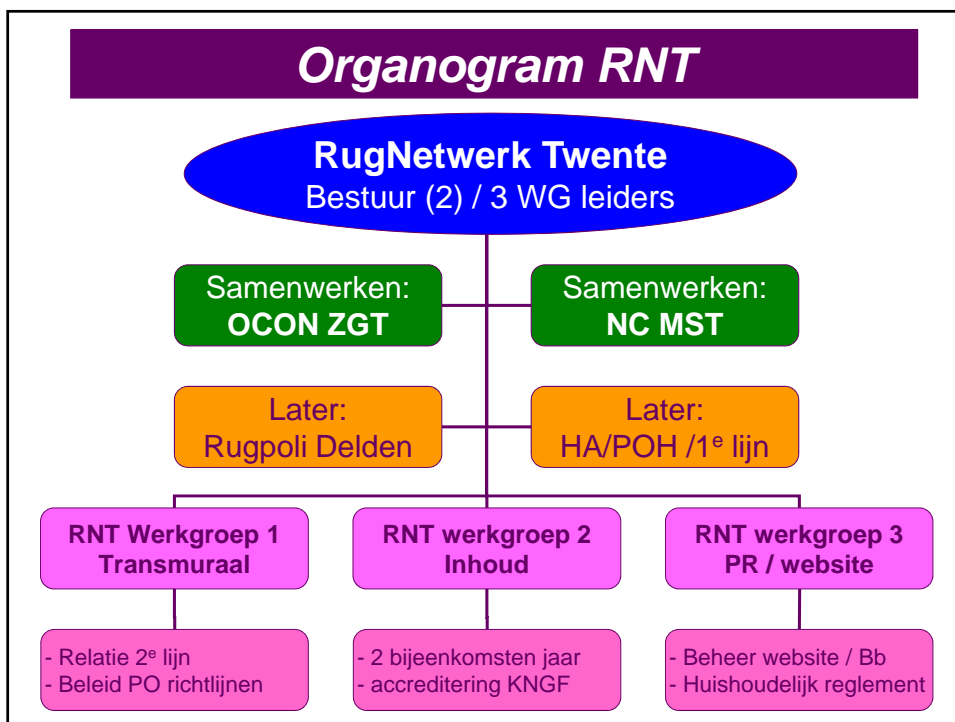 Organogram RNT
RugNetwerk Twente
Bestuur (2) / 3 WG leiders
Samenwerken:
OCON ZGT
Samenwerken:
NC MST
Later:
Rugpoli Delden
Later:
HA/POH /1e lijn
RNT Werkgroep 1
Transmuraal
RNT werkgroep 2
Inhoud
RNT werkgroep 3
PR / website
- Relatie 2e lijn
- Beleid PO richtlijnen
- 2 bijeenkomsten jaar
- accreditering KNGF
- Beheer website / Bb
- Huishoudelijk reglement